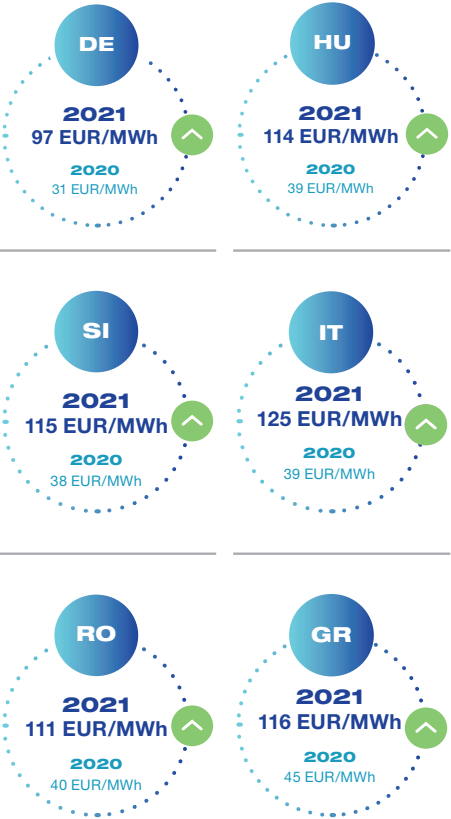 DE
2021
97 EUR/MWh
2020
31 EUR/MWh
HU
2021
114 EUR/MWh
2020
39 EUR/MWh
SI
2021
115 EUR/MWh
2020
38 EUR/MWh
IT
2021
125 EUR/MWh
2020
39 EUR/MWh
RO
2021
111 EUR/MWh
2020
40 EUR/MWh
GR
2021
116 EUR/MWh
2020
45 EUR/MWh